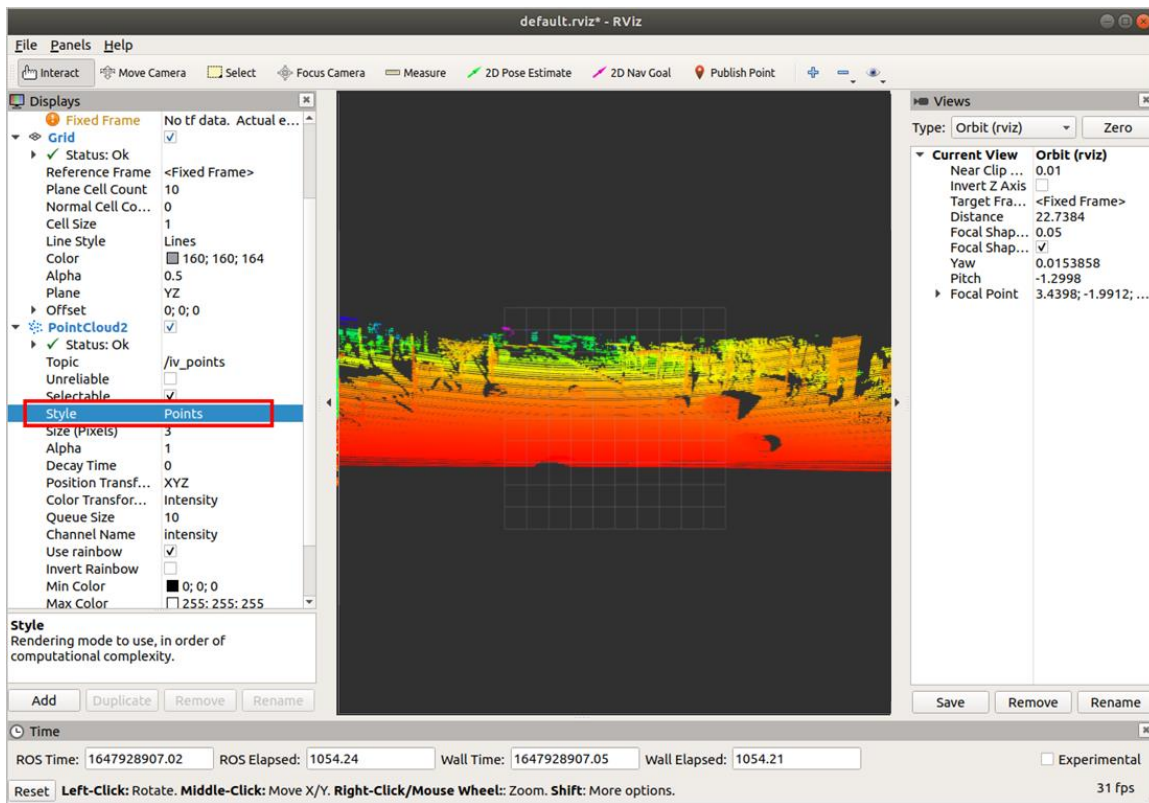 default.rviz* - RViz
File Panels Help
Interact Move Camera Select Focus Camera Measure 2D Pose Estimate 2D Nav Goal Publish Point
Displays
Fixed Frame No tf data. Actual e...
Grid
Status: Ok
Reference Frame <Fixed Frame>
Plane Cell Count 10
Normal Cell Co... 0
Cell Size 1
Line Style Lines
Color 160; 160; 164
Alpha 0.5
Plane YZ
Offset 0; 0; 0
PointCloud2
Status: Ok
Topic /iv_points
Unreliable
Selectable
Style Points
Size (Pixels) 3
Alpha 1
Decay Time 0
Position Transf... XYZ
Color Transfor... Intensity
Queue Size 10
Channel Name intensity
Use rainbow
Invert Rainbow
Min Color 0; 0; 0
Max Color 255; 255; 255
Style
Rendering mode to use, in order of
computational complexity.
Add Duplicate Remove Rename
Views
Type: Orbit (rviz) Zero
Current View Orbit (rviz)
Near Clip ... 0.01
Invert Z Axis
Target Fra... <Fixed Frame>
Distance 22.7384
Focal Shap... 0.05
Focal Shap...
Yaw 0.0153858
Pitch -1.2998
Focal Point 3.4398; -1.9912; ...
Save Remove Rename
Time
ROS Time: 1647928907.02 ROS Elapsed: 1054.24 Wall Time: 1647928907.05 Wall Elapsed: 1054.21 Experimental
Reset Left-Click: Rotate. Middle-Click: Move X/Y. Right-Click/Mouse Wheel:: Zoom. Shift: More options. 31 fps